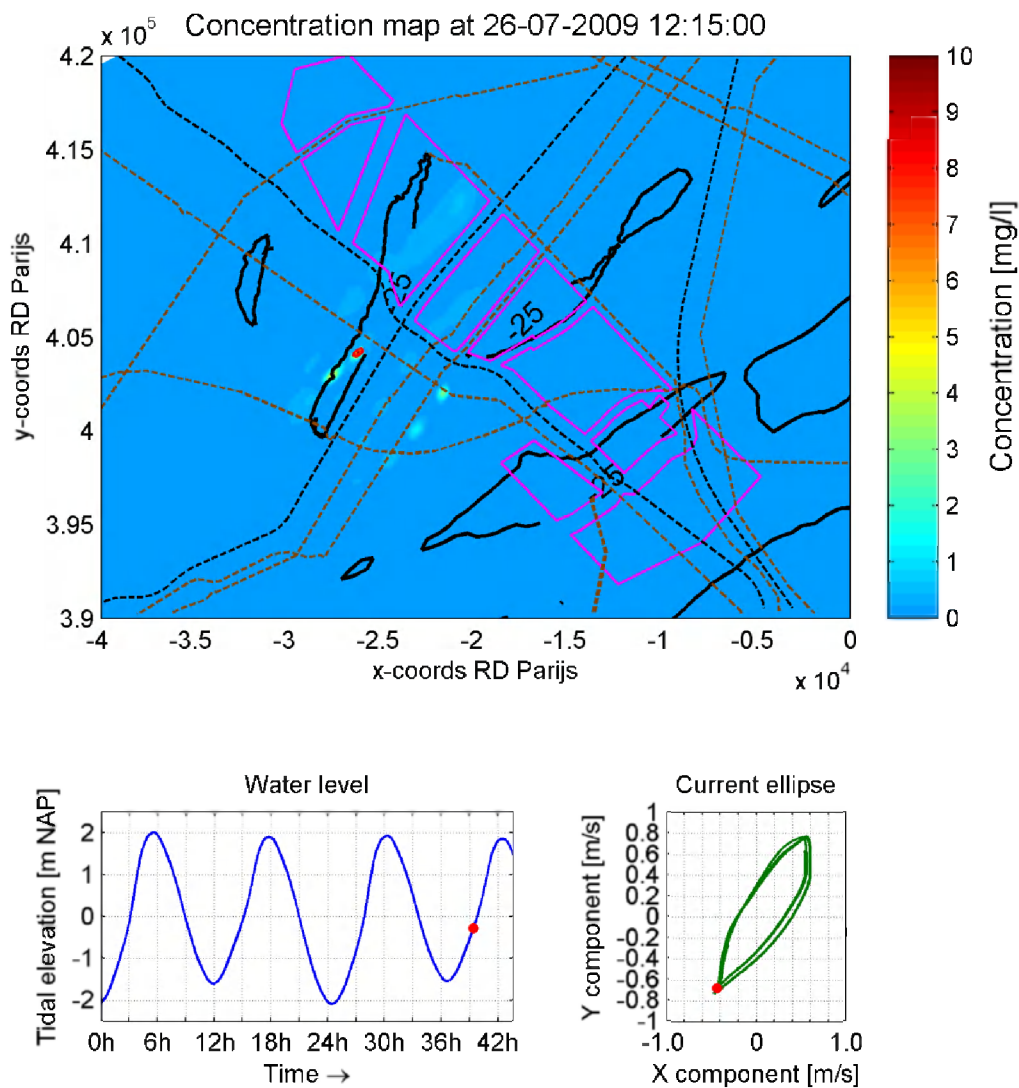 x 10⁵ Concentration map at 26-07-2009 12:15:00
4.2
4.15
4.1
4.05
4
3.95
3.9
y-coords RD Parijs
-4 -3.5 -3 -2.5 -2 -1.5 -1 -0.5 0
x-coords RD Parijs
x 10⁴
-25
-25
-25
10
9
8
7
6
5
4
3
2
1
0
Concentration [mg/l]
Water level
2
1
0
-1
-2
Tidal elevation [m NAP]
0h 6h 12h 18h 24h 30h 36h 42h
Time →
Current ellipse
1
0.8
0.6
0.4
0.2
0
-0.2
-0.4
-0.6
-0.8
-1
Y component [m/s]
-1.0 0 1.0
X component [m/s]